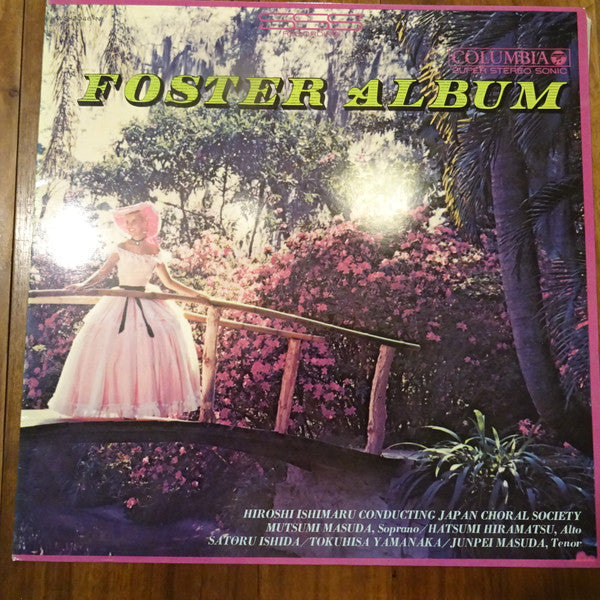 COLUMBIA
SUPER STEREO SONIC
FOSTER ALBUM
HIROSHI ISHIMARU CONDUCTING JAPAN CHORAL SOCIETY
MUTSUMI MASUDA, Soprano/HATSUMI HIRAMATSU, Alto
SATORU ISHIDA/TOKUHISA YAMANAKA/JUNPEI MASUDA, Tenor